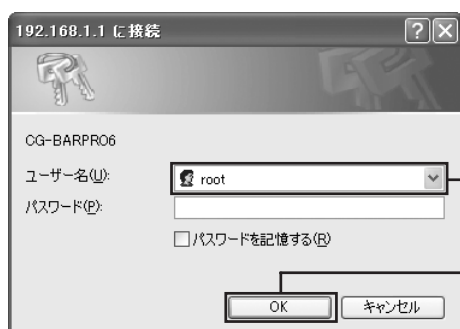 192.168.1.1 に接続
CG-BARPRO6
ユーザー名(U):
root
パスワード(P):
パスワードを記憶する(R)
OK
キャンセル